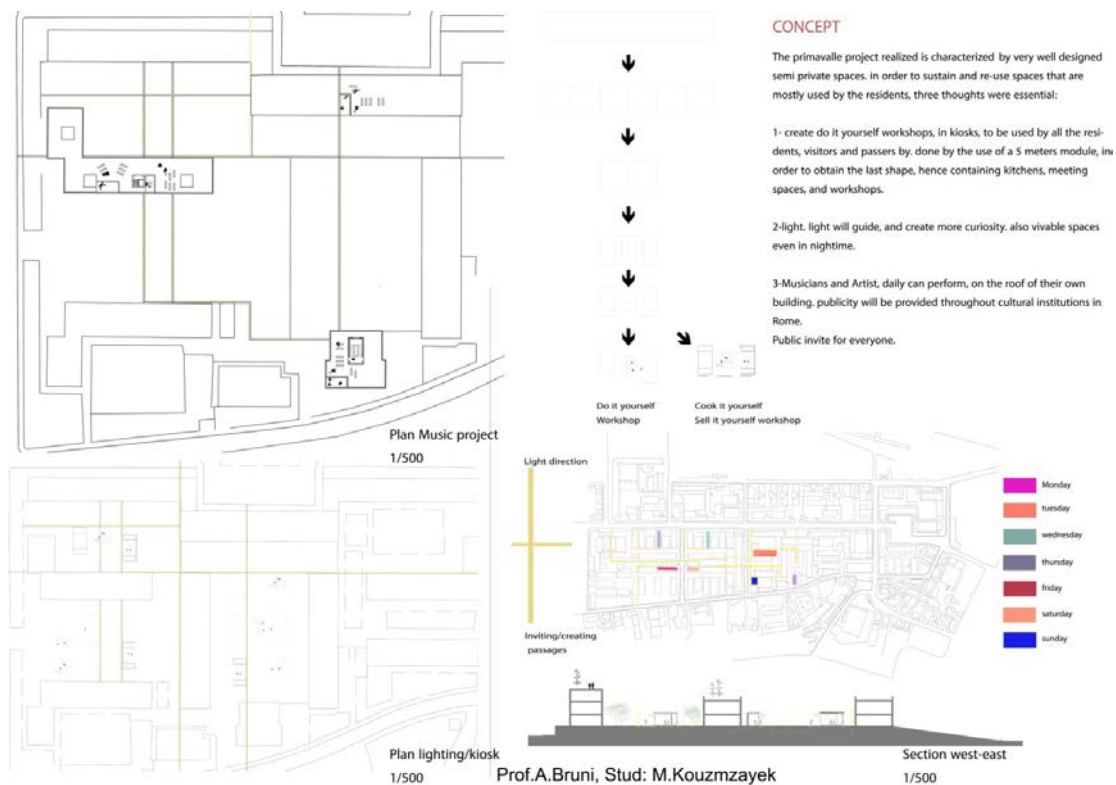 CONCEPT
The primavalle project realized is characterized by very well designed
semi private spaces. in order to sustain and re-use spaces that are
mostly used by the residents, three thoughts were essential:
1- create do it yourself workshops, in kiosks, to be used by all the resi-
dents, visitors and passers by. done by the use of a 5 meters module, in
order to obtain the last shape, hence containing kitchens, meeting
spaces, and workshops.
2-light. light will guide, and create more curiosity. also vivable spaces
even in nightime.
3-Musicians and Artist, daily can perform, on the roof of their own
building. publicity will be provided throughout cultural institutions in
Rome.
Public invite for everyone.
Do it yourself
Workshop
Cook it yourself
Sell it yourself workshop
Plan Music project
1/500
Light direction
Inviting/creating
passages
Monday
tuesday
wednesday
thursday
friday
saturday
sunday
Plan lighting/kiosk
1/500
Section west-east
1/500
Prof.A.Bruni, Stud: M.Kouzmzayek